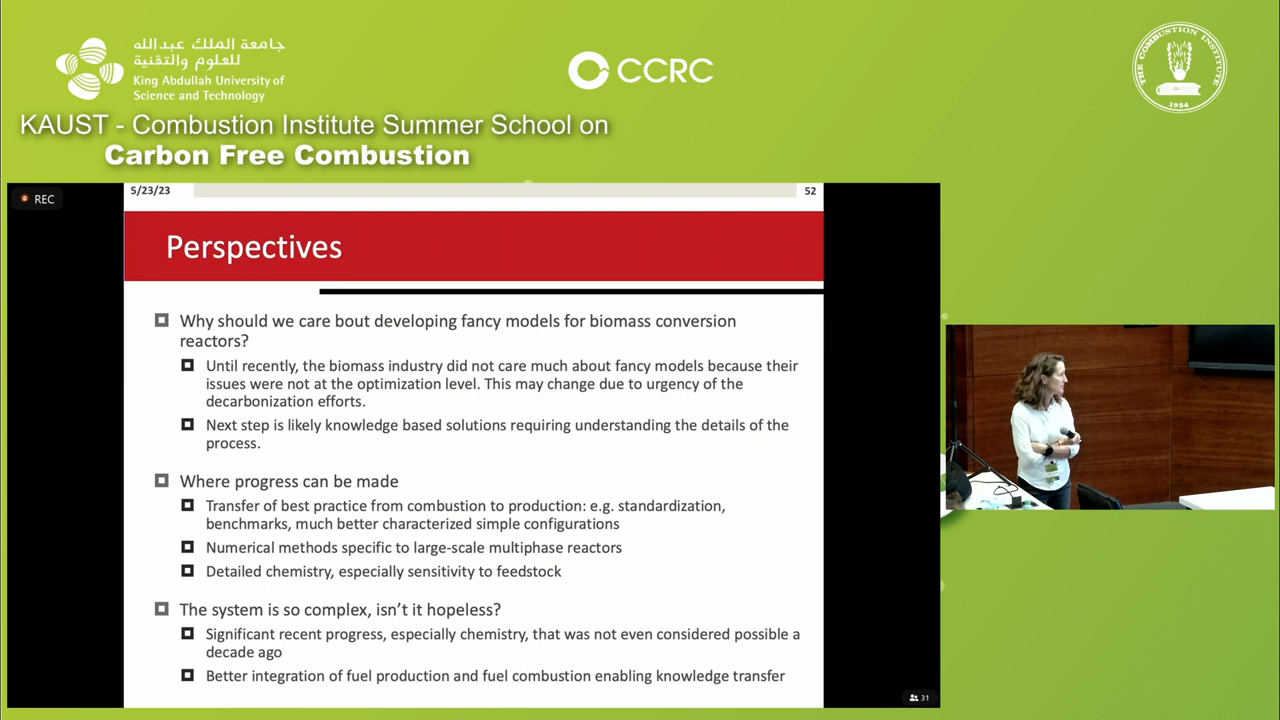 جامعة الملك عبدالله
للعلوم والتقنية
King Abdullah University of
Science and Technology
CCRC
THE COMBUSTION INSTITUTE
1954
KAUST - Combustion Institute Summer School on
Carbon Free Combustion
REC
5/23/23
52
Perspectives
Why should we care bout developing fancy models for biomass conversion
reactors?
Until recently, the biomass industry did not care much about fancy models because their
issues were not at the optimization level. This may change due to urgency of the
decarbonization efforts.
Next step is likely knowledge based solutions requiring understanding the details of the
process.
Where progress can be made
Transfer of best practice from combustion to production: e.g. standardization,
benchmarks, much better characterized simple configurations
Numerical methods specific to large-scale multiphase reactors
Detailed chemistry, especially sensitivity to feedstock
The system is so complex, isn't it hopeless?
Significant recent progress, especially chemistry, that was not even considered possible a
decade ago
Better integration of fuel production and fuel combustion enabling knowledge transfer
31